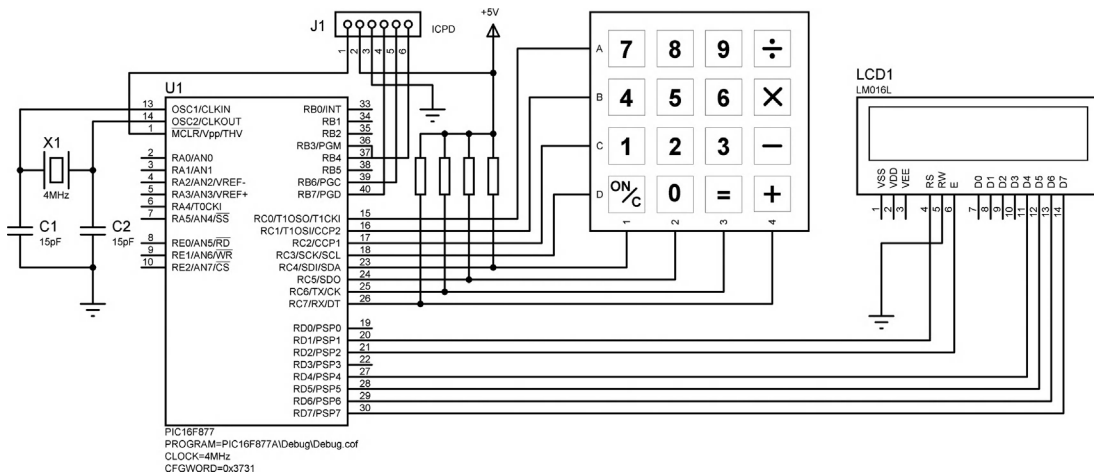 J1
ICPD
1 2 3 4 5 6
+5V
U1
13 OSC1/CLKIN
14 OSC2/CLKOUT
1 MCLR/Vpp/THV
2 RA0/AN0
3 RA1/AN1
4 RA2/AN2/VREF-
5 RA3/AN3/VREF+
6 RA4/T0CKI
7 RA5/AN4/SS
8 RE0/AN5/RD
9 RE1/AN6/WR
10 RE2/AN7/CS
RB0/INT 33
RB1 34
RB2 35
RB3/PGM 36
RB4 37
RB5 38
RB6/PGC 39
RB7/PGD 40
RC0/T1OSO/T1CKI 15
RC1/T1OSI/CCP2 16
RC2/CCP1 17
RC3/SCK/SCL 18
RC4/SDI/SDA 23
RC5/SDO 24
RC6/TX/CK 25
RC7/RX/DT 26
RD0/PSP0 19
RD1/PSP1 20
RD2/PSP2 21
RD3/PSP3 22
RD4/PSP4 27
RD5/PSP5 28
RD6/PSP6 29
RD7/PSP7 30
PIC16F877
PROGRAM=PIC16F877A\Debug\Debug.cof
CLOCK=4MHz
CFGWORD=0x3731
X1
4MHz
C1
15pF
C2
15pF
A 7 8 9 ÷
B 4 5 6 ×
C 1 2 3 −
D ON/C 0 = +
1 2 3 4
LCD1
LM016L
VSS VDD VEE RS RW E D0 D1 D2 D3 D4 D5 D6 D7
1 2 3 4 5 6 7 8 9 10 11 12 13 14